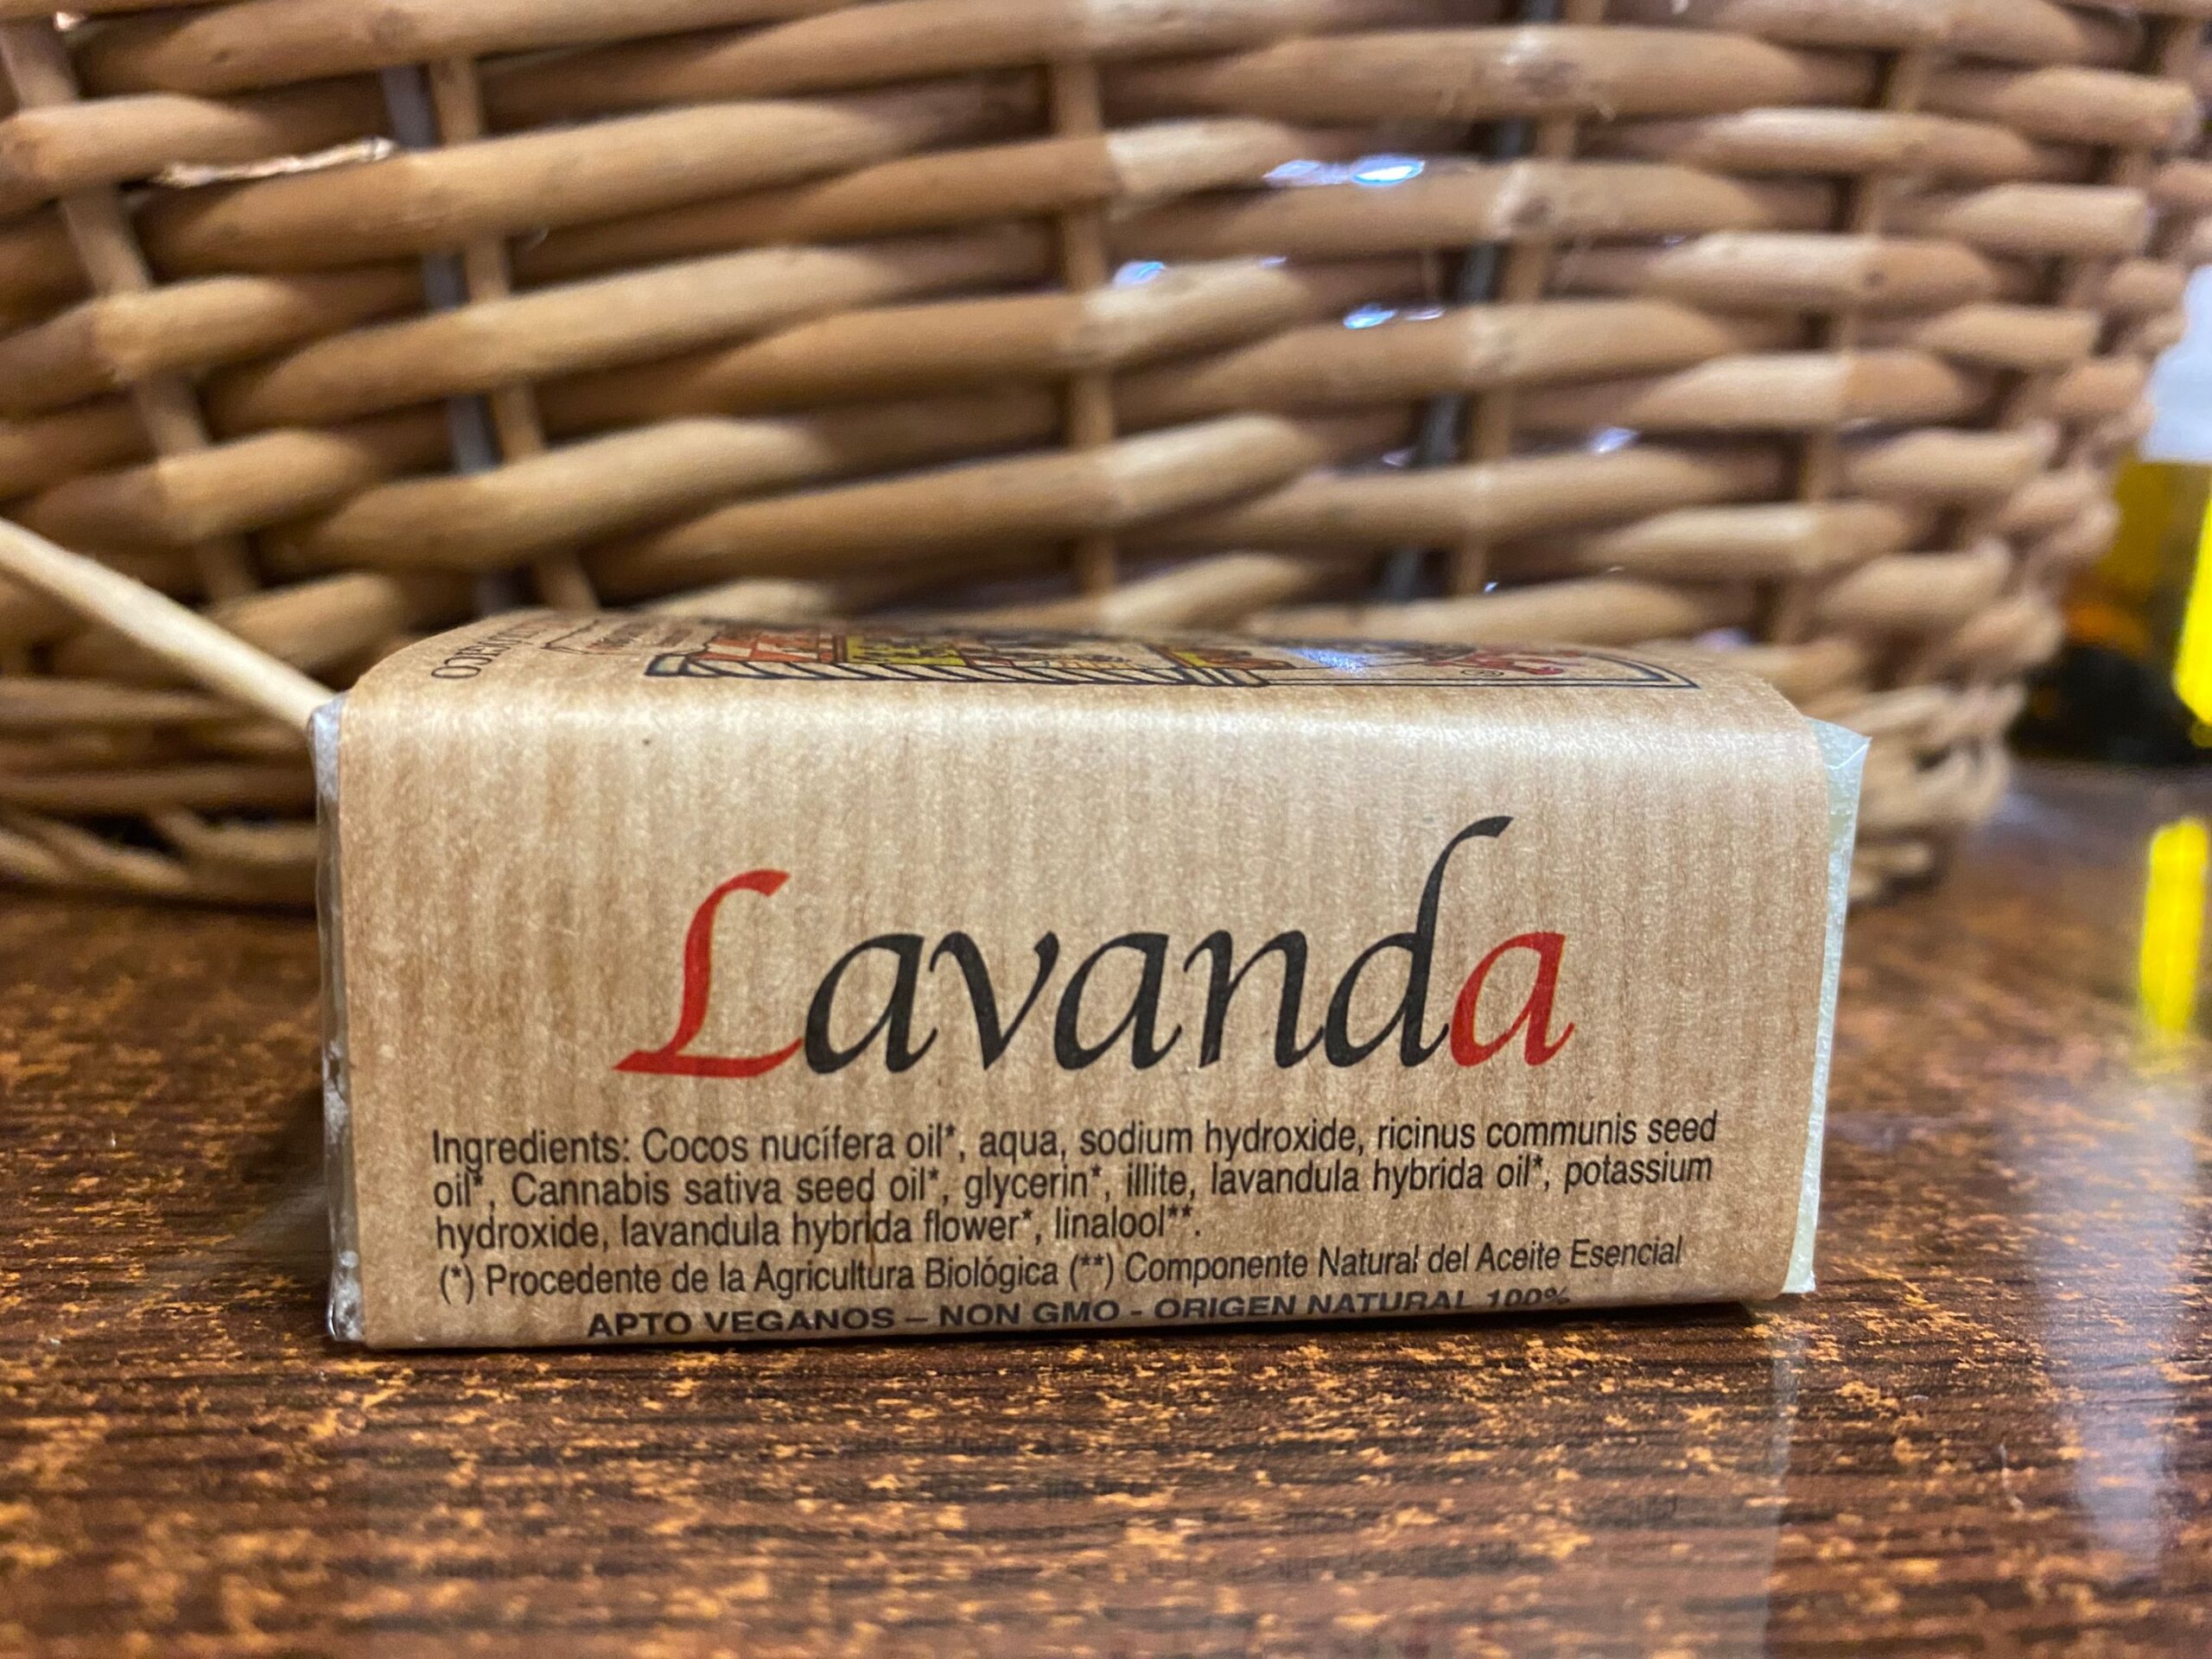 Lavanda
Ingredients: Cocos nucífera oil*, aqua, sodium hydroxide, ricinus communis seed
oil*, Cannabis sativa seed oil*, glycerin*, illite, lavandula hybrida oil*, potassium
hydroxide, lavandula hybrida flower*, linalool**.
(*) Procedente de la Agricultura Biológica (**) Componente Natural del Aceite Esencial
APTO VEGANOS – NON GMO - ORIGEN NATURAL 100%